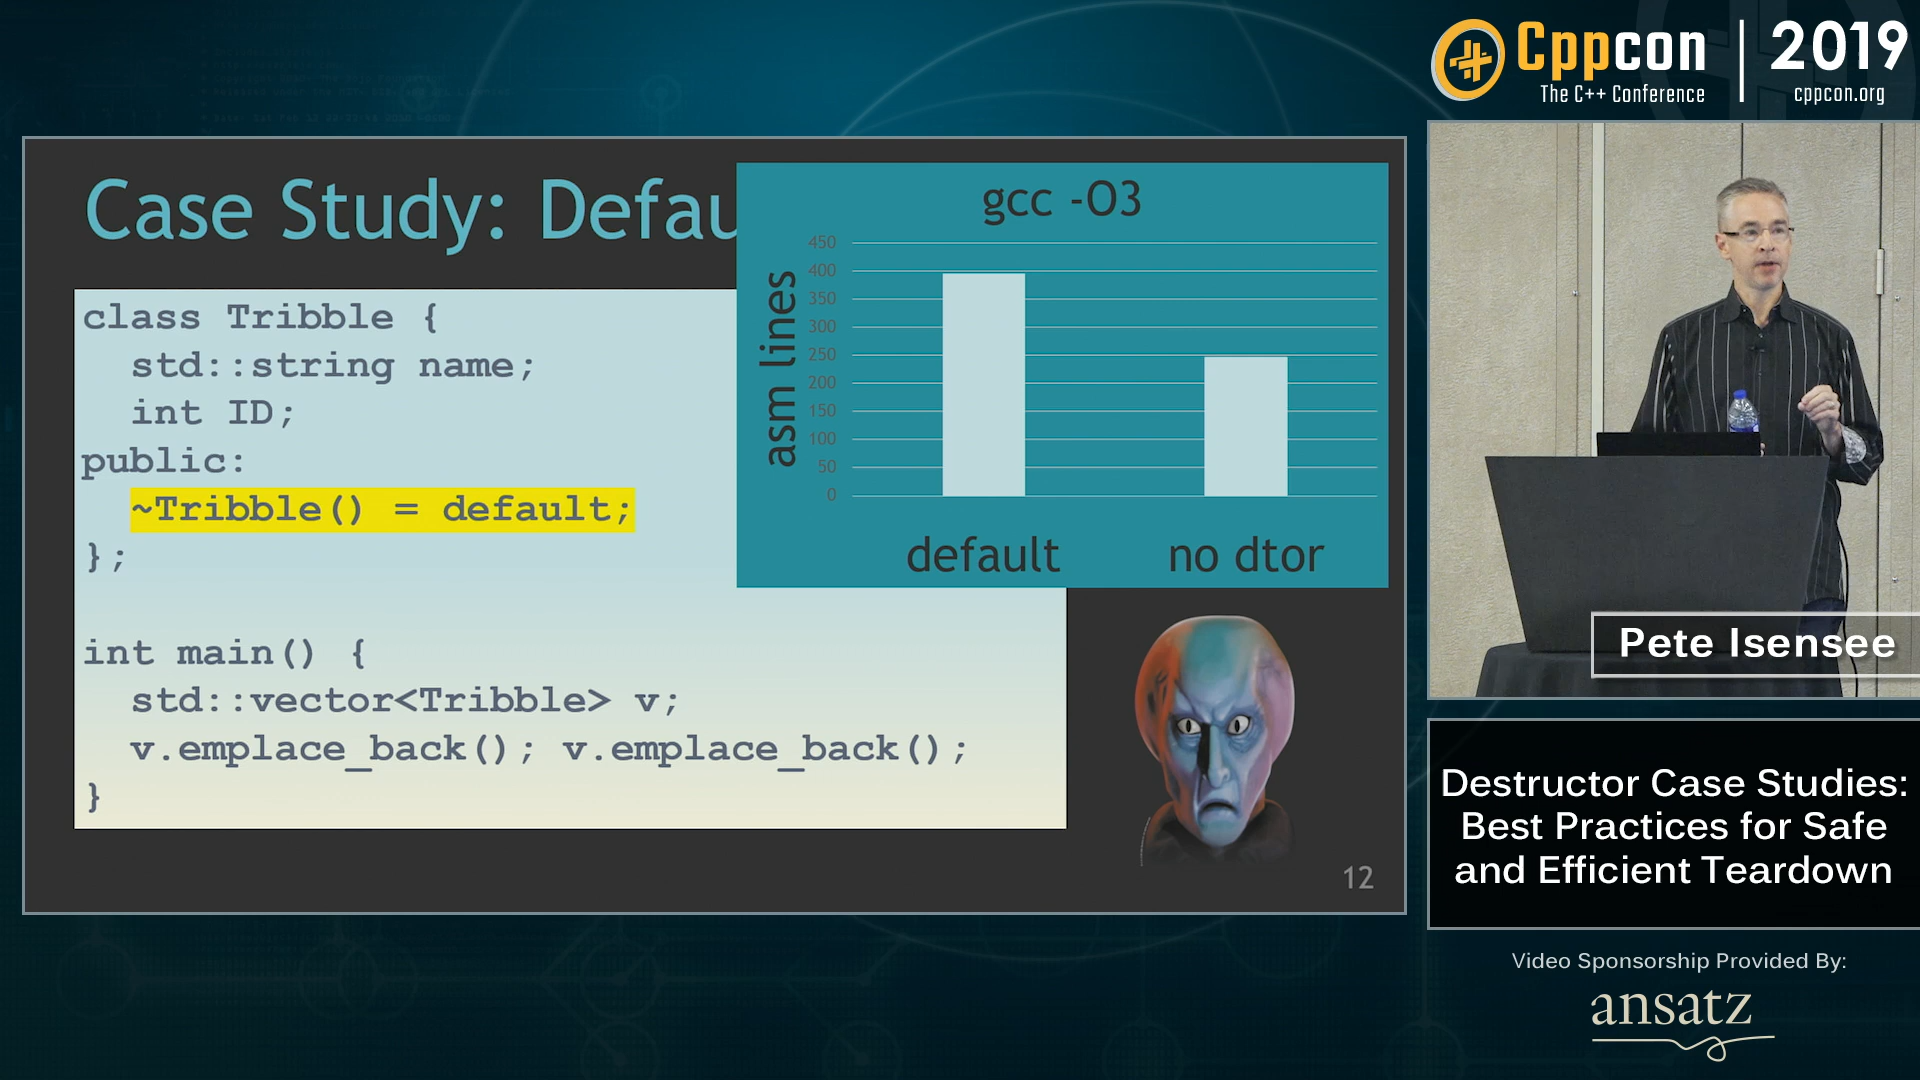 Cppcon
The C++ Conference
2019
cppcon.org
Case Study: Defau
class Tribble {
std::string name;
int ID;
public:
~Tribble() = default;
};
int main() {
std::vector<Tribble> v;
v.emplace_back(); v.emplace_back();
}
gcc -O3
asm lines
450
400
350
300
250
200
150
100
50
0
default
no dtor
12
Pete Isensee
Destructor Case Studies:
Best Practices for Safe
and Efficient Teardown
Video Sponsorship Provided By:
ansatz